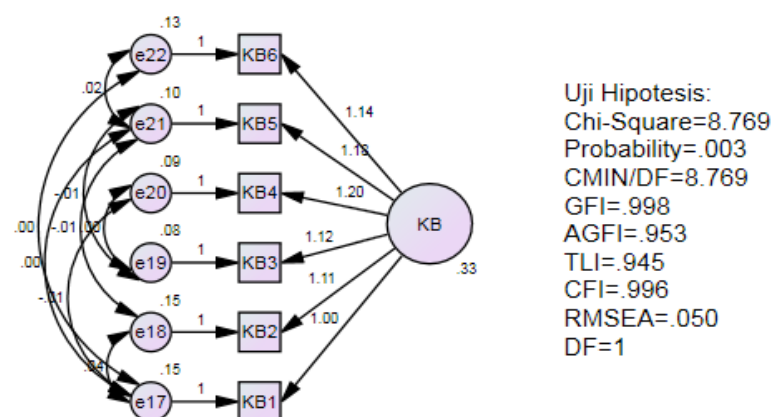 .13
e22 1 KB6
.02
.10
1.14
e21 1 KB5
1.13
.09
e20 1 KB4
1.20
-.01
.00 -.01 .00
.08
e19 1 KB3
1.12
KB
.33
.00
-.01
.15
1.11
e18 1 KB2
1.00
.04
.15
e17 1 KB1
Uji Hipotesis:
Chi-Square=8.769
Probability=.003
CMIN/DF=8.769
GFI=.998
AGFI=.953
TLI=.945
CFI=.996
RMSEA=.050
DF=1